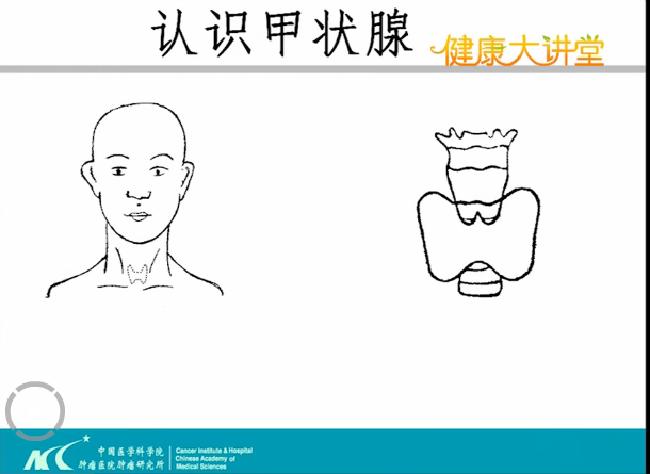 认识甲状腺
健康大讲堂
中国医学科学院
肿瘤医院肿瘤研究所
Cancer Institute & Hospital
Chinese Academy of
Medical Sciences